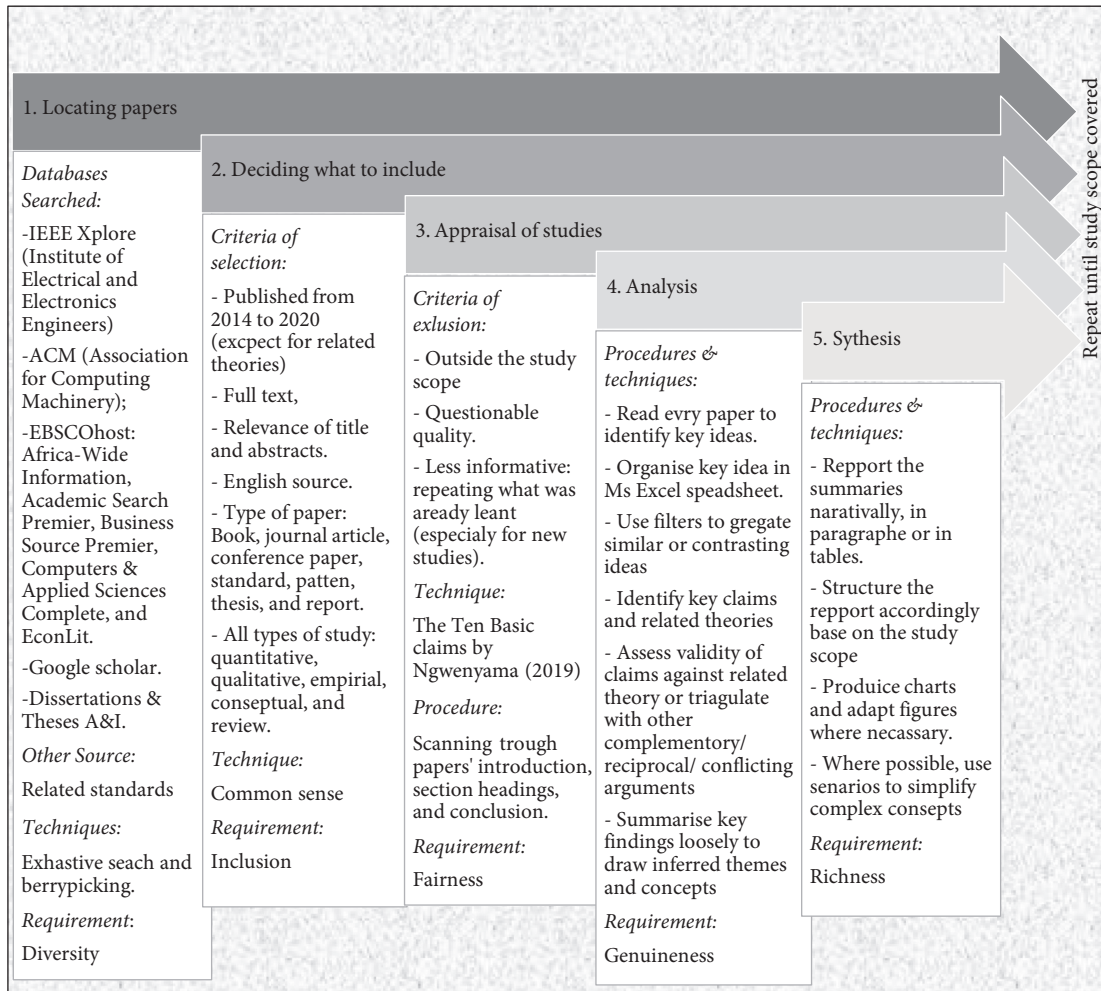 1. Locating papers
Databases
Searched:
-IEEE Xplore
(Institute of
Electrical and
Electronics
Engineers)
-ACM (Association
for Computing
Machinery);
-EBSCOhost:
Africa-Wide
Information,
Academic Search
Premier, Business
Source Premier,
Computers &
Applied Sciences
Complete, and
EconLit.
-Google scholar.
-Dissertations &
Theses A&I.
Other Source:
Related standards
Techniques:
Exhastive seach and
berrypicking.
Requirement:
Diversity
2. Deciding what to include
Criteria of
selection:
- Published from
2014 to 2020
(excpect for related
theories)
- Full text,
- Relevance of title
and abstracts.
- English source.
- Type of paper:
Book, journal article,
conference paper,
standard, patten,
thesis, and report.
- All types of study:
quantitative,
qualitative, empirial,
conseptual, and
review.
Technique:
Common sense
Requirement:
Inclusion
3. Appraisal of studies
Criteria of
exlusion:
- Outside the study
scope
- Questionable
quality.
- Less informative:
repeating what was
aready leant
(especialy for new
studies).
Technique:
The Ten Basic
claims by
Ngwenyama (2019)
Procedure:
Scanning trough
papers' introduction,
section headings,
and conclusion.
Requirement:
Fairness
4. Analysis
Procedures &
techniques:
- Read evry paper to
identify key ideas.
- Organise key idea in
Ms Excel speadsheet.
- Use filters to gregate
similar or contrasting
ideas
- Identify key claims
and related theories
- Assess validity of
claims against related
theory or triagulate
with other
complementory/
reciprocal/ conflicting
arguments
- Summarise key
findings loosely to
draw inferred themes
and concepts
Requirement:
Genuineness
5. Sythesis
Procedures &
techniques:
- Repport the
summaries
narativally, in
paragraphe or in
tables.
- Structure the
repport accordingly
base on the study
scope
- Produice charts
and adapt figures
where necassary.
- Where possible, use
senarios to simplify
complex consepts
Requirement:
Richness
Repeat until study scope covered